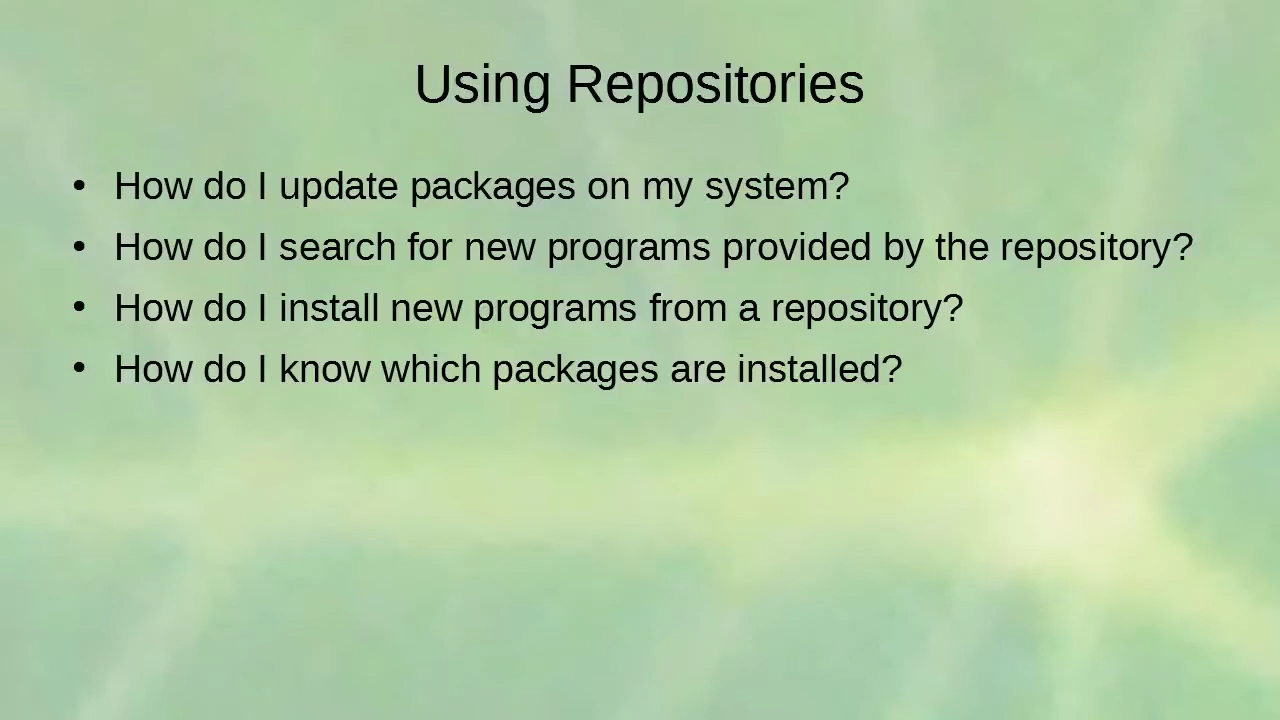 Using Repositories
• How do I update packages on my system?
• How do I search for new programs provided by the repository?
• How do I install new programs from a repository?
• How do I know which packages are installed?